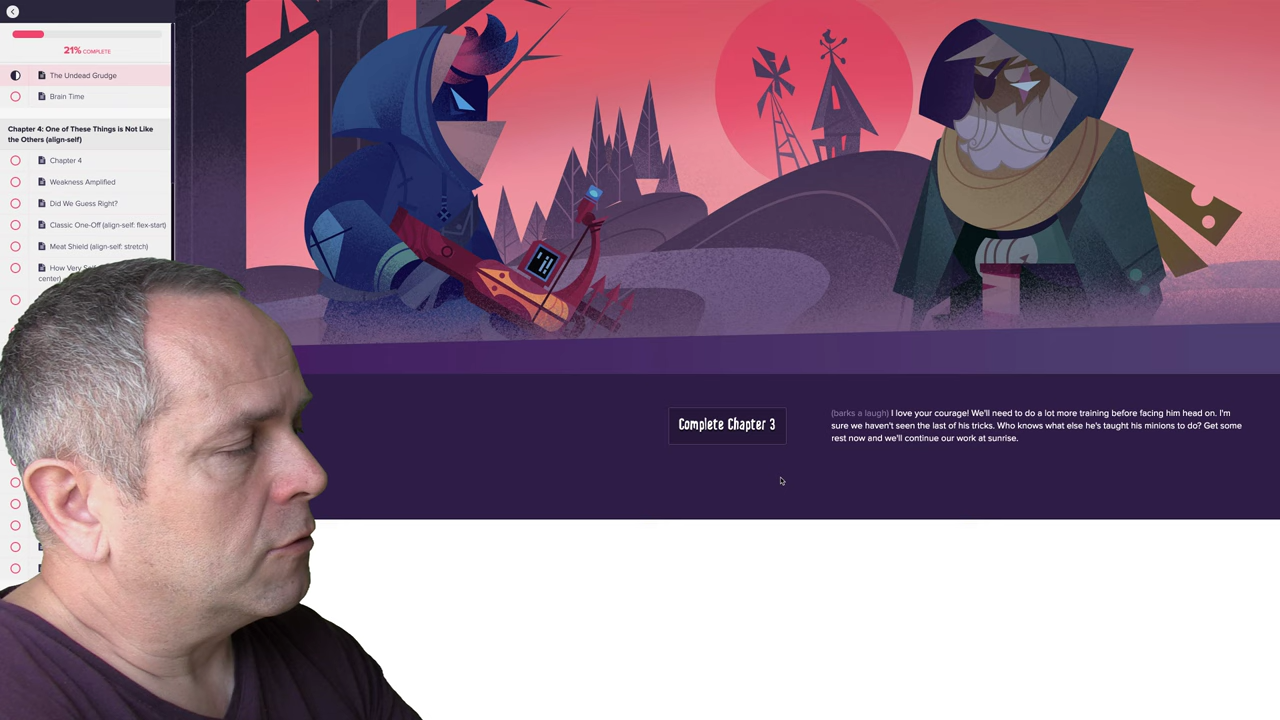 21% COMPLETE
The Undead Grudge
Brain Time
Chapter 4: One of These Things is Not Like
the Others (align-self)
Chapter 4
Weakness Amplified
Did We Guess Right?
Classic One-Off (align-self: flex-start)
Meat Shield (align-self: stretch)
How Very
center)
Complete Chapter 3
(barks a laugh) I love your courage! We'll need to do a lot more training before facing him head on. I'm
sure we haven't seen the last of his tricks. Who knows what else he's taught his minions to do? Get some
rest now and we'll continue our work at sunrise.